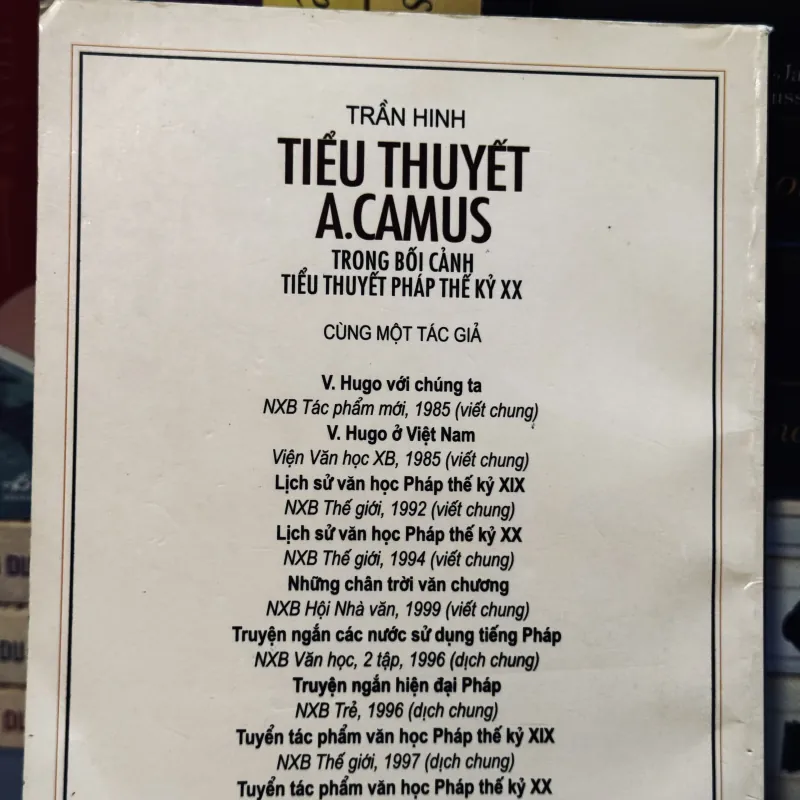 TRẦN HINH
TIỂU THUYẾT
A.CAMUS
TRONG BỐI CẢNH
TIỂU THUYẾT PHÁP THẾ KỶ XX
CÙNG MỘT TÁC GIẢ
V. Hugo với chúng ta
NXB Tác phẩm mới, 1985 (viết chung)
V. Hugo ở Việt Nam
Viện Văn học XB, 1985 (viết chung)
Lịch sử văn học Pháp thế kỷ XIX
NXB Thế giới, 1992 (viết chung)
Lịch sử văn học Pháp thế kỷ XX
NXB Thế giới, 1994 (viết chung)
Những chân trời văn chương
NXB Hội Nhà văn, 1999 (viết chung)
Truyện ngắn các nước sử dụng tiếng Pháp
NXB Văn học, 2 tập, 1996 (dịch chung)
Truyện ngắn hiện đại Pháp
NXB Trẻ, 1996 (dịch chung)
Tuyển tác phẩm văn học Pháp thế kỷ XIX
NXB Thế giới, 1997 (dịch chung)
Tuyển tác phẩm văn học Pháp thế kỷ XX